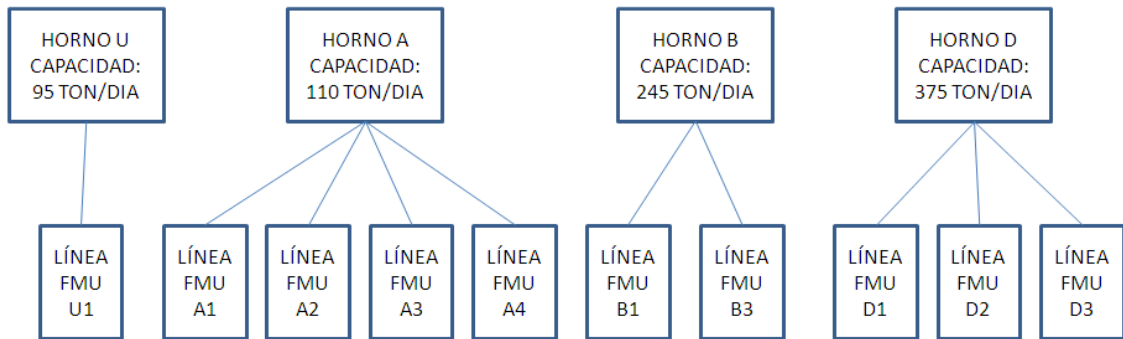 HORNO U
CAPACIDAD:
95 TON/DIA
HORNO A
CAPACIDAD:
110 TON/DIA
HORNO B
CAPACIDAD:
245 TON/DIA
HORNO D
CAPACIDAD:
375 TON/DIA
LÍNEA
FMU
U1
LÍNEA
FMU
A1
LÍNEA
FMU
A2
LÍNEA
FMU
A3
LÍNEA
FMU
A4
LÍNEA
FMU
B1
LÍNEA
FMU
B3
LÍNEA
FMU
D1
LÍNEA
FMU
D2
LÍNEA
FMU
D3